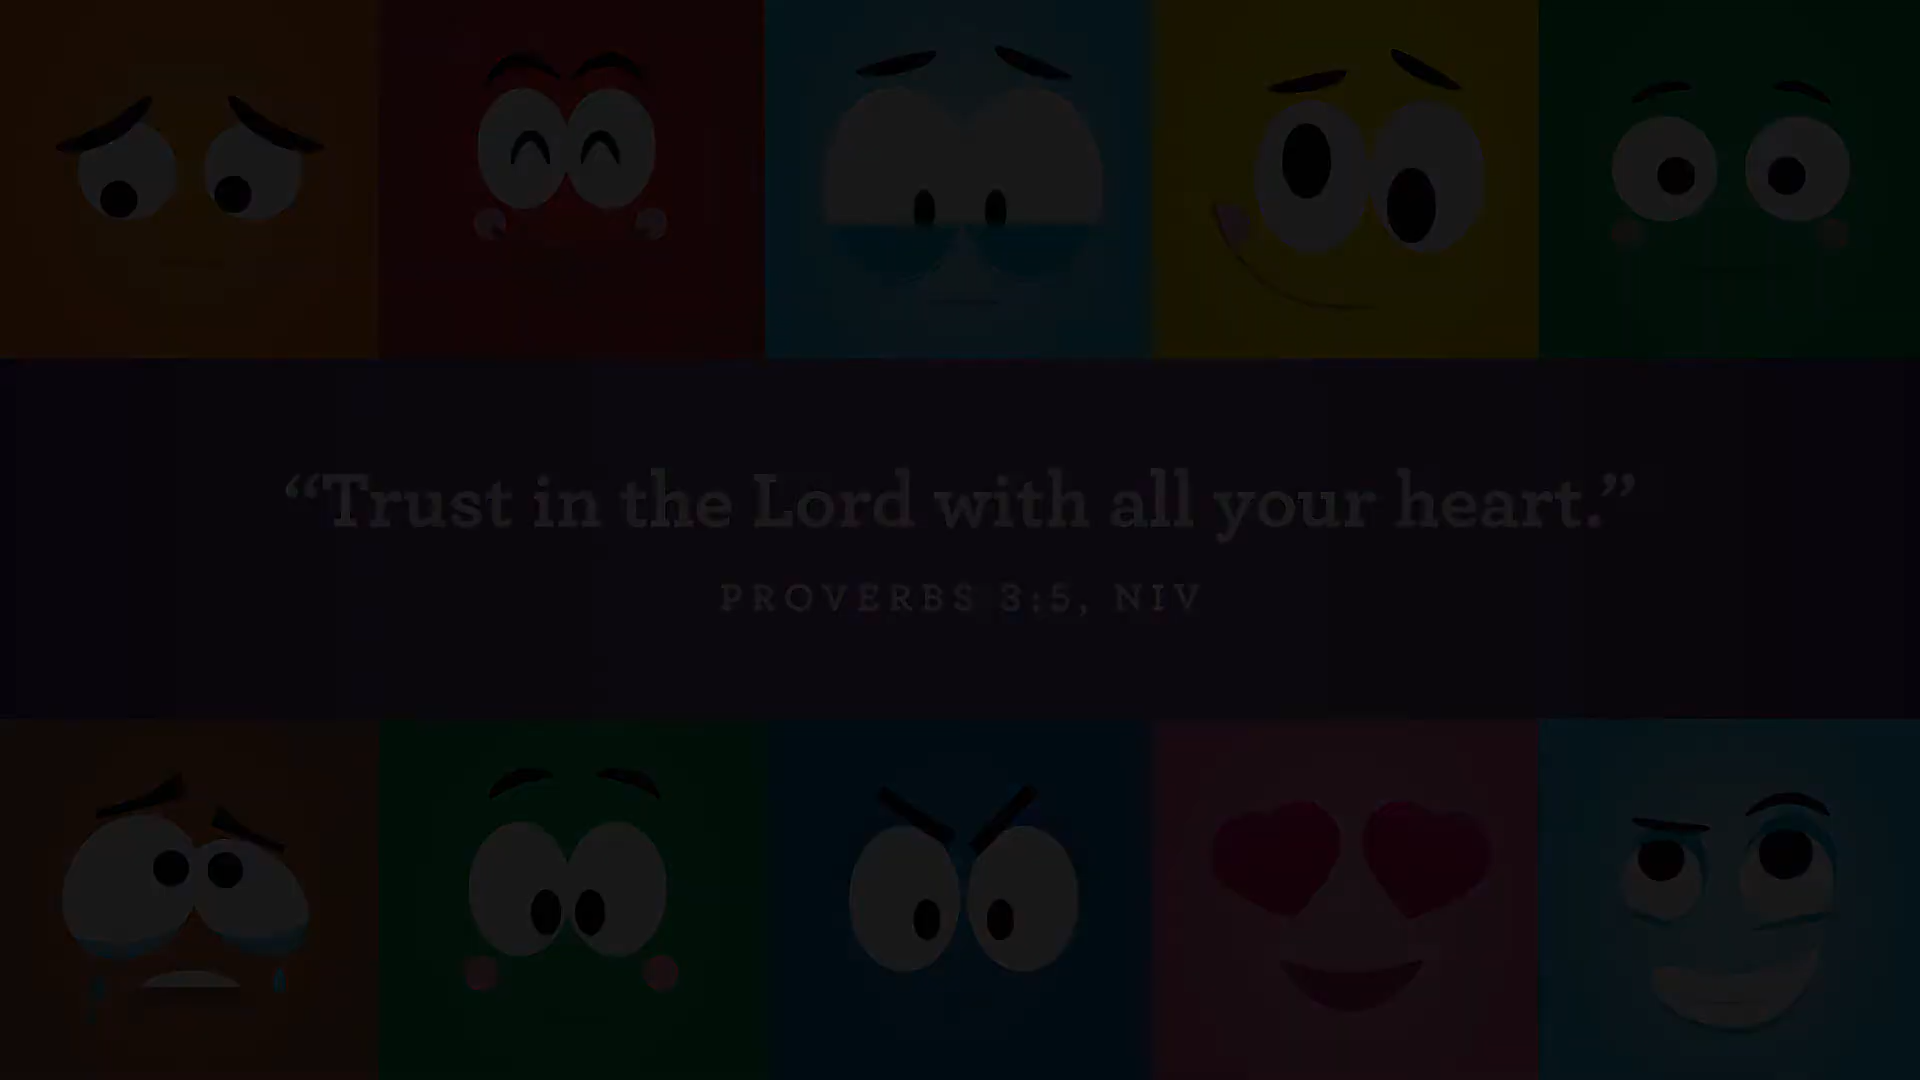 “Trust in the Lord with all your heart.”
PROVERBS 3:5, NIV